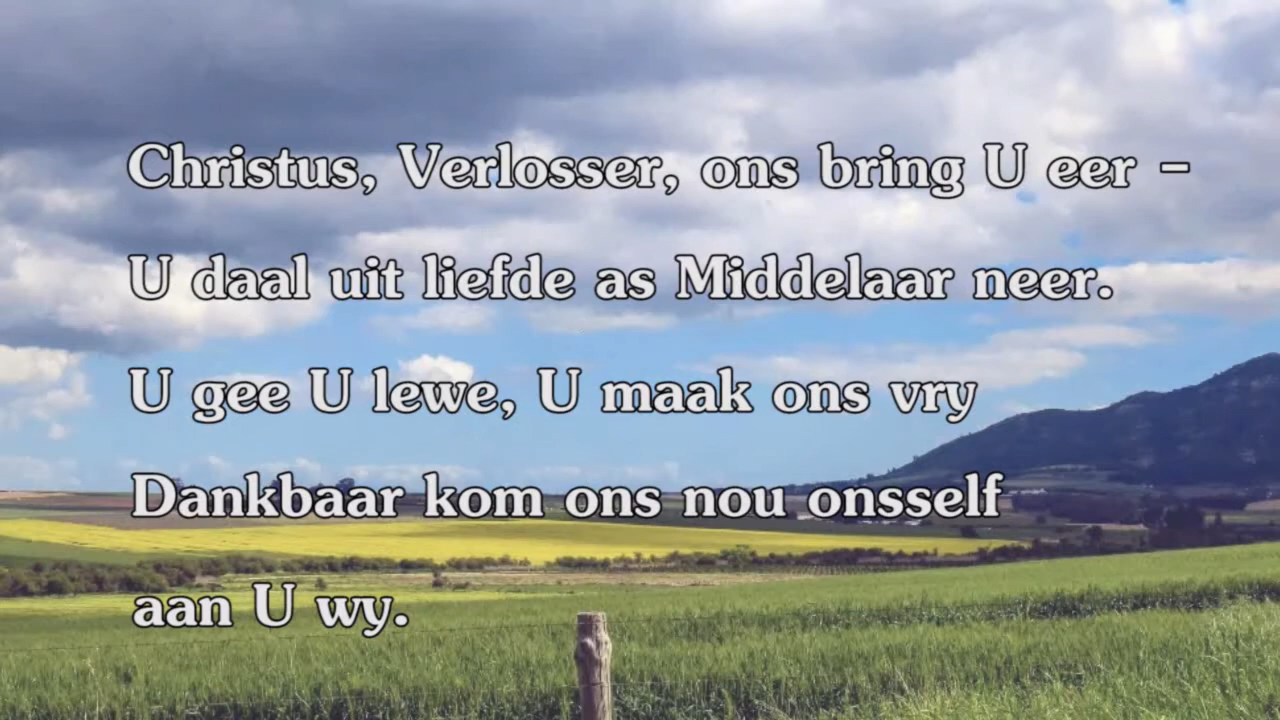 Christus, Verlosser, ons bring U eer –
U daal uit liefde as Middelaar neer.
U gee U lewe, U maak ons vry
Dankbaar kom ons nou onsself
aan U wy.